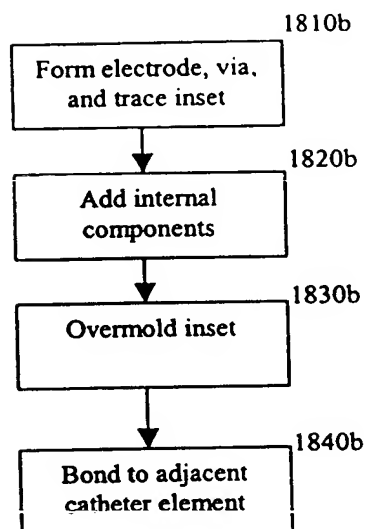 1810b
Form electrode, via,
and trace inset
1820b
Add internal
components
1830b
Overmold inset
1840b
Bond to adjacent
catheter element